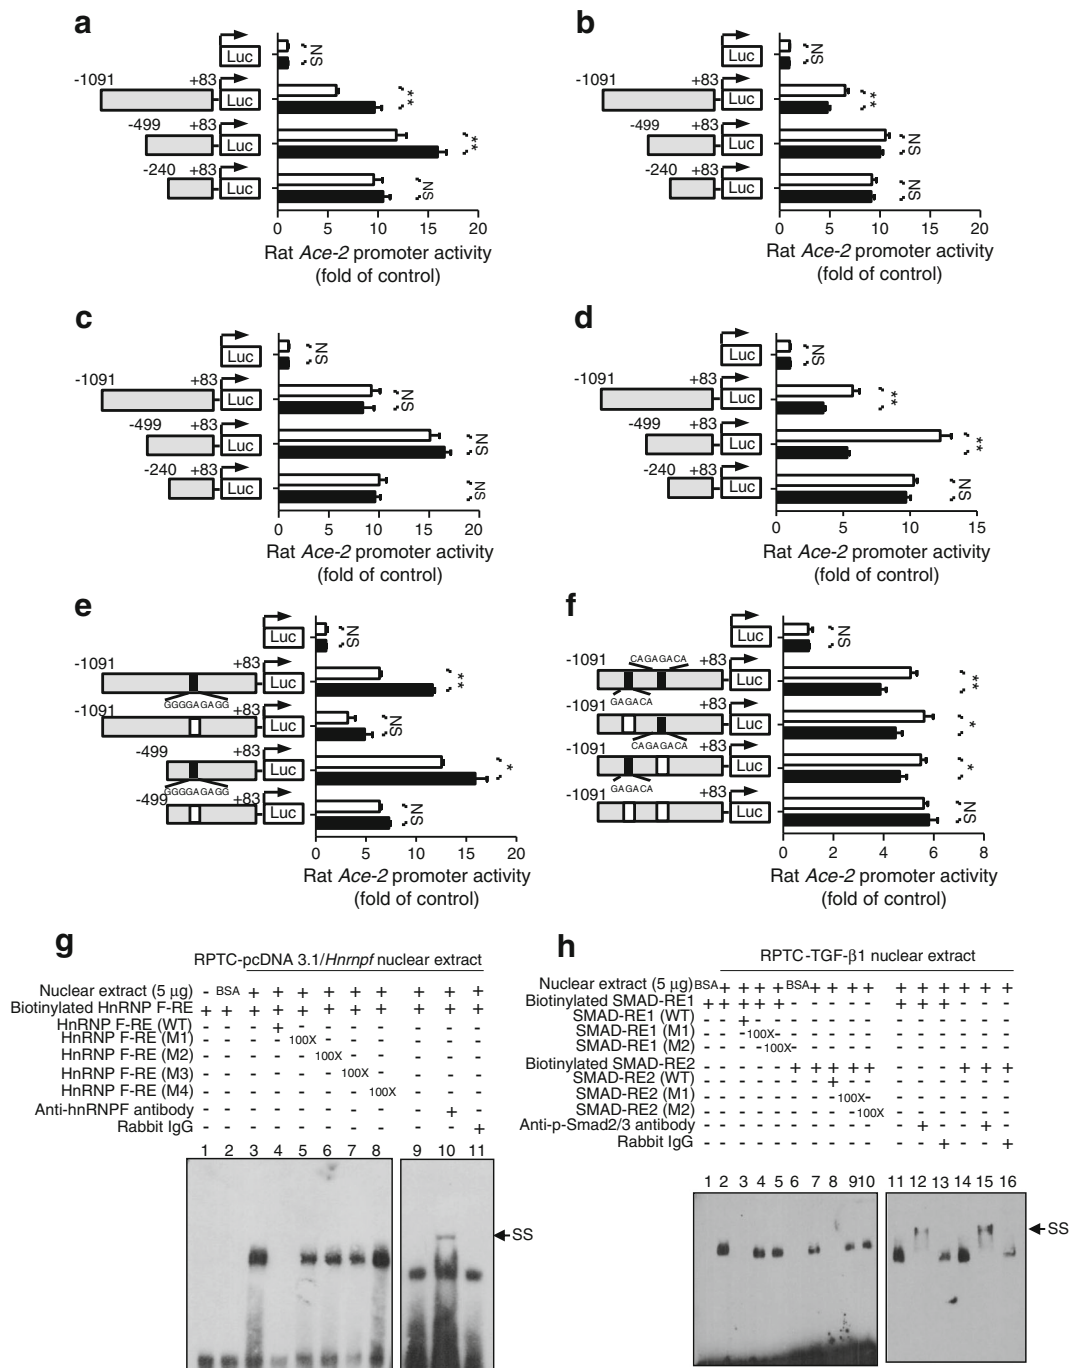 a
Luc
NS
-1091 +83
Luc
**
-499 +83
Luc
**
-240 +83
Luc
NS
0 5 10 15 20
Rat Ace-2 promoter activity
(fold of control)
b
Luc
NS
-1091 +83
Luc
**
-499 +83
Luc
NS
-240 +83
Luc
NS
0 5 10 15 20
Rat Ace-2 promoter activity
(fold of control)
c
Luc
NS
-1091 +83
Luc
NS
-499 +83
Luc
NS
-240 +83
Luc
NS
0 5 10 15 20
Rat Ace-2 promoter activity
(fold of control)
d
Luc
NS
-1091 +83
Luc
**
-499 +83
Luc
**
-240 +83
Luc
NS
0 5 10 15
Rat Ace-2 promoter activity
(fold of control)
e
Luc
NS
-1091 +83
Luc
**
GGGGAGAGG
-1091 +83
Luc
NS
-499 +83
Luc
*
GGGGAGAGG
-499 +83
Luc
NS
0 5 10 15 20
Rat Ace-2 promoter activity
(fold of control)
f
Luc
NS
-1091 CAGAGACA +83
Luc
**
GAGACA
-1091 +83
Luc
*
CAGAGACA
-1091 +83
Luc
*
GAGACA
-1091 +83
Luc
NS
0 2 4 6 8
Rat Ace-2 promoter activity
(fold of control)
g
RPTC-pcDNA 3.1/Hnrnpf nuclear extract
Nuclear extract (5 µg) - BSA + + + + + + + + +
Biotinylated HnRNP F-RE + + + + + + + + + + +
HnRNP F-RE (WT) - - - + - - - - - - -
HnRNP F-RE (M1) - - - - 100X - - - - - -
HnRNP F-RE (M2) - - - - - 100X - - - - -
HnRNP F-RE (M3) - - - - - - 100X - - - -
HnRNP F-RE (M4) - - - - - - - 100X - - -
Anti-hnRNPF antibody - - - - - - - - - + -
Rabbit IgG - - - - - - - - - - +
1 2 3 4 5 6 7 8 9 10 11
SS
h
RPTC-TGF-β1 nuclear extract
Nuclear extract (5 µg) BSA + + + + BSA + + + + + + + + + +
Biotinylated SMAD-RE1 + + + + + - - - - - + + + - - -
SMAD-RE1 (WT) - - + - - - - - - - - - - - - -
SMAD-RE1 (M1) - - - 100X - - - - - - - - - - - -
SMAD-RE1 (M2) - - - - 100X - - - - - - - - - - -
Biotinylated SMAD-RE2 - - - - - + + + + + - - - + + +
SMAD-RE2 (WT) - - - - - - - + - - - - - - - -
SMAD-RE2 (M1) - - - - - - - - 100X - - - - - - -
SMAD-RE2 (M2) - - - - - - - - - 100X - - - - - -
Anti-p-Smad2/3 antibody - - - - - - - - - - - + - - + -
Rabbit IgG - - - - - - - - - - - - + - - +
1 2 3 4 5 6 7 8 9 10 11 12 13 14 15 16
SS